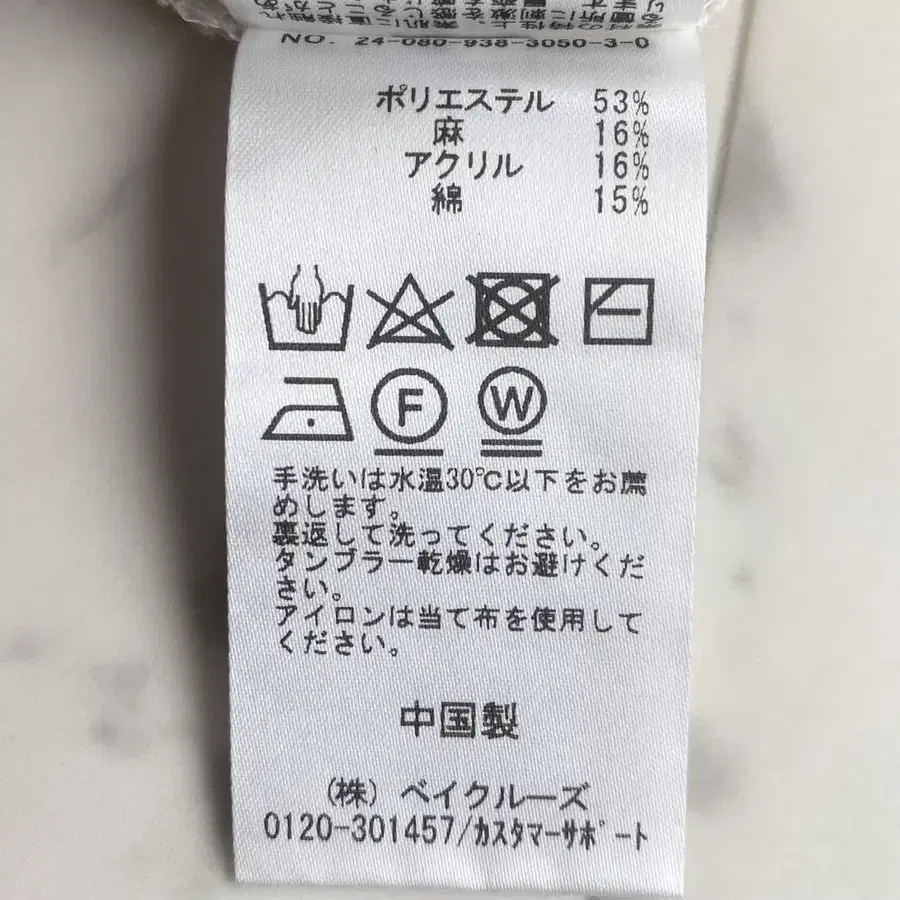 NO. 24-080-938-3050-3-0
ポリエステル 53%
麻 16%
アクリル 16%
綿 15%
F
W
手洗いは水温30℃以下をお薦
めします。
裏返して洗ってください。
タンブラー乾燥はお避けくだ
さい。
アイロンは当て布を使用して
ください。
中国製
(株) ベイクルーズ
0120-301457/カスタマーサポート